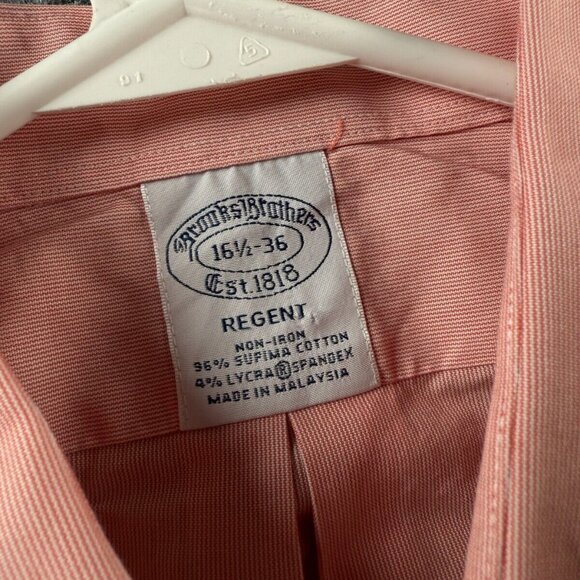 Brooks Brothers
16½-36
Est. 1818
REGENT
NON-IRON
96% SUPIMA COTTON
4% LYCRA®SPANDEX
MADE IN MALAYSIA